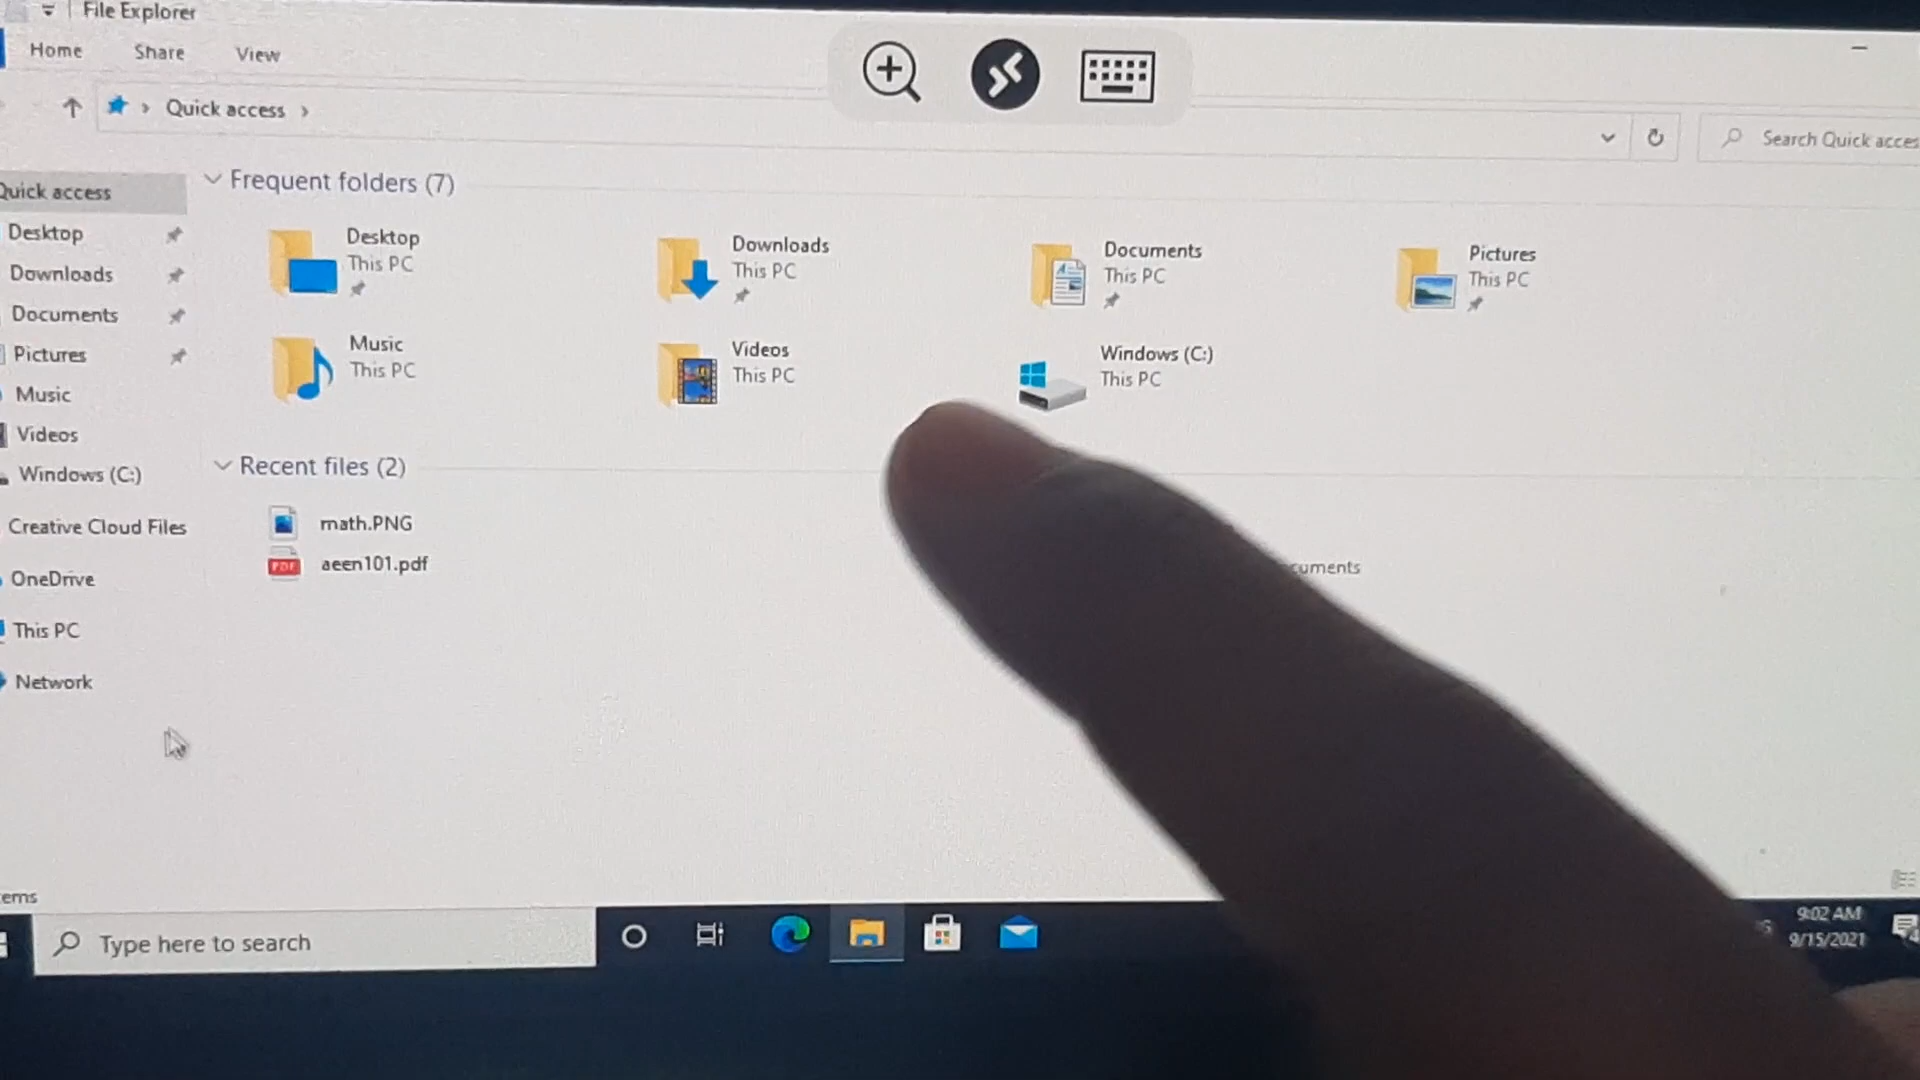 File Explorer
Home Share View
Quick access
Search Quick acces
Quick access
Desktop
Downloads
Documents
Pictures
Music
Videos
Windows (C:)
Creative Cloud Files
OneDrive
This PC
Network
Frequent folders (7)
Desktop
This PC
Downloads
This PC
Documents
This PC
Pictures
This PC
Music
This PC
Videos
This PC
Windows (C:)
This PC
Recent files (2)
math.PNG
aeen101.pdf
PDF
cuments
ems
Type here to search
9:02 AM
9/15/2021